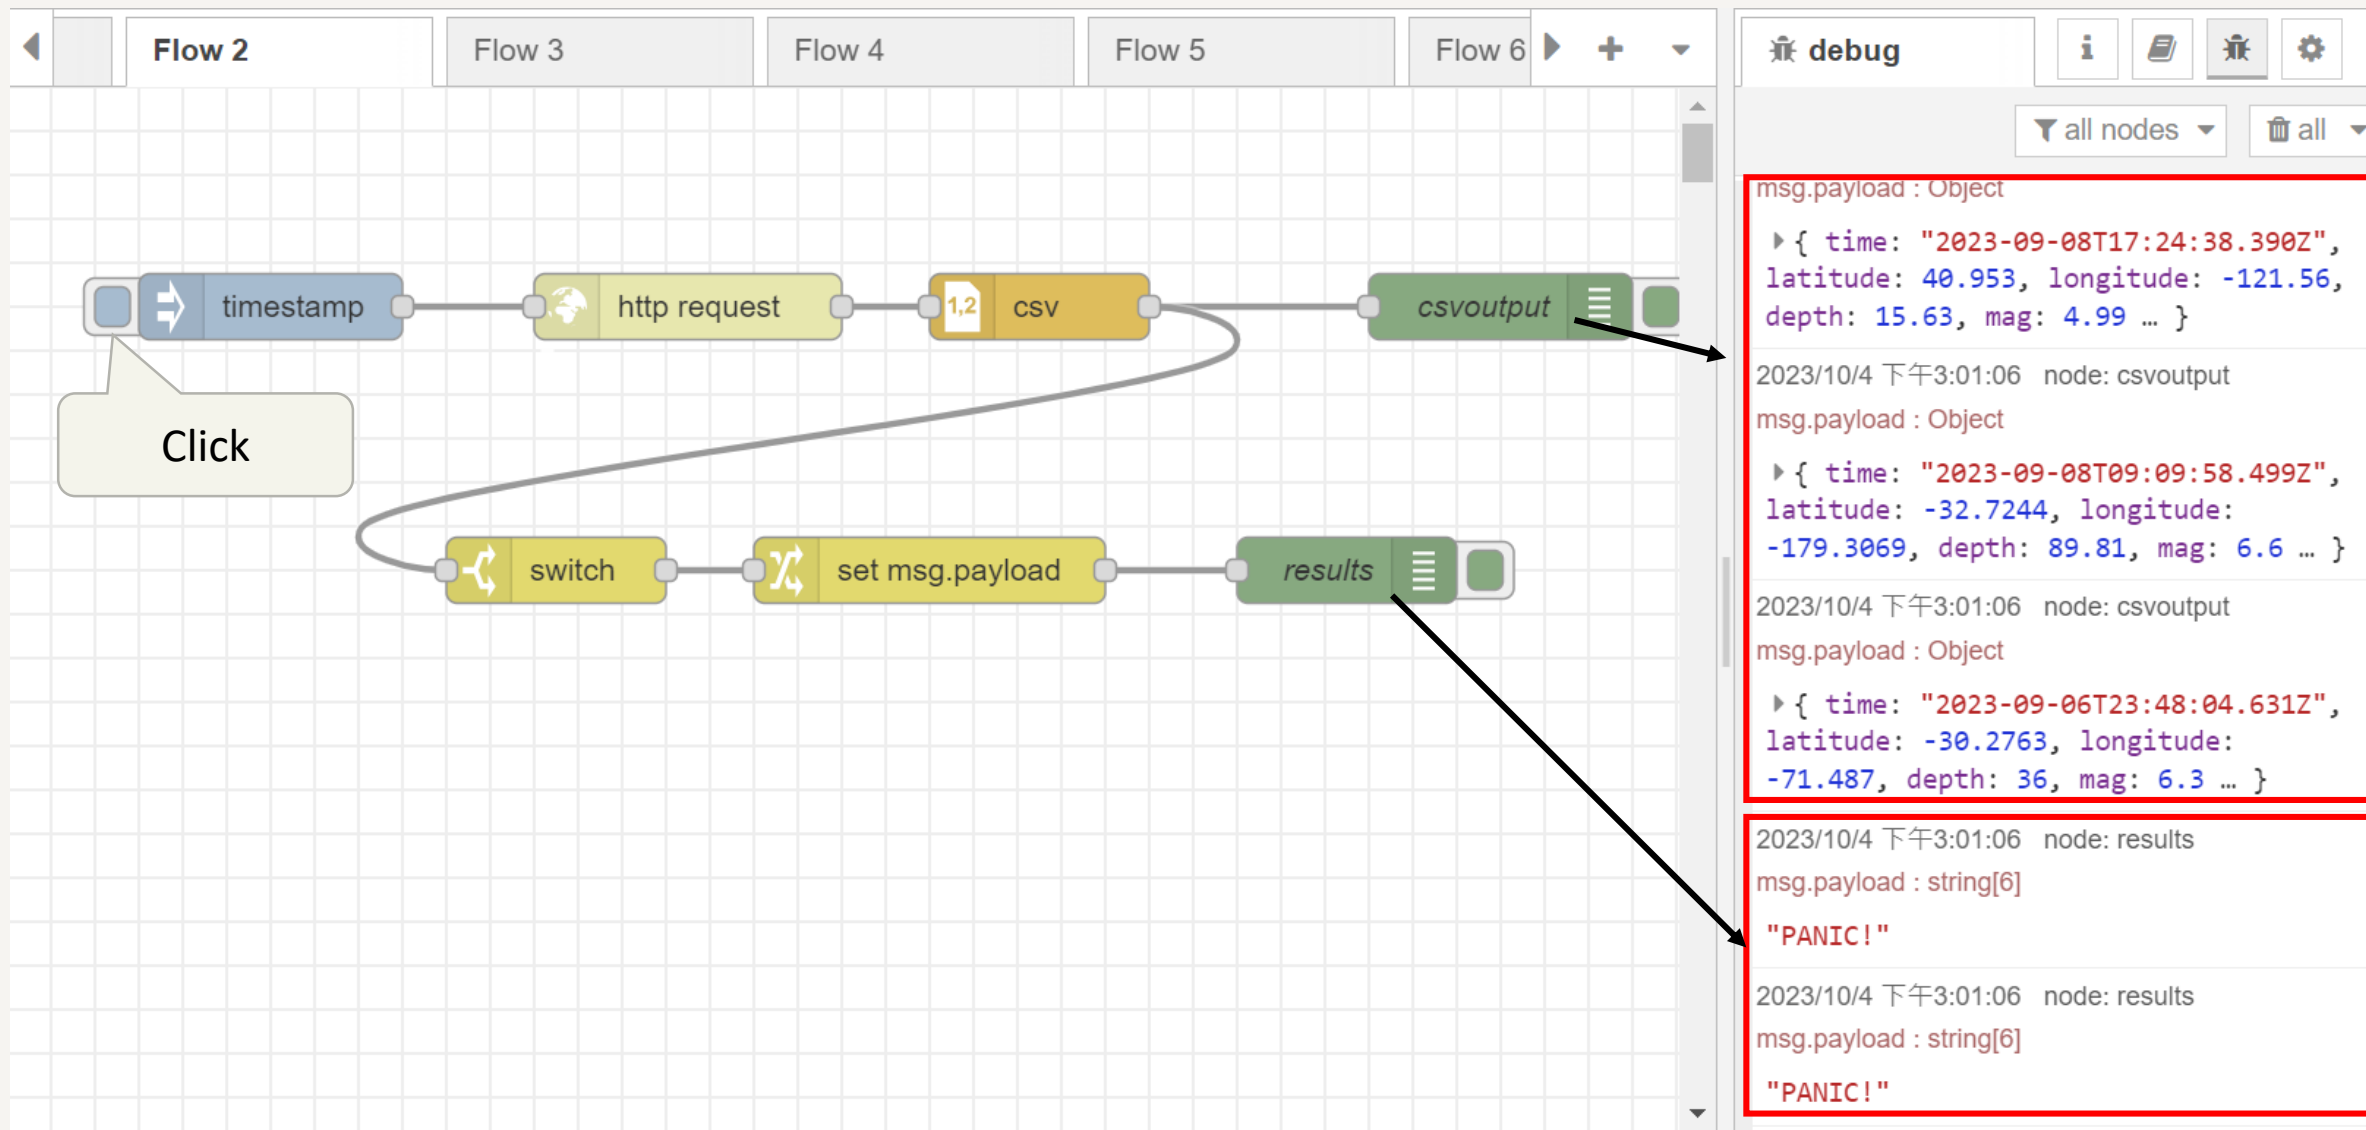 Flow 2
Flow 3
Flow 4
Flow 5
Flow 6
debug
all nodes
all
timestamp
http request
1,2
csv
csvoutput
Click
switch
set msg.payload
results
msg.payload : Object
{ time: "2023-09-08T17:24:38.390Z",
latitude: 40.953, longitude: -121.56,
depth: 15.63, mag: 4.99 … }
2023/10/4 下午3:01:06 node: csvoutput
msg.payload : Object
{ time: "2023-09-08T09:09:58.499Z",
latitude: -32.7244, longitude:
-179.3069, depth: 89.81, mag: 6.6 … }
2023/10/4 下午3:01:06 node: csvoutput
msg.payload : Object
{ time: "2023-09-06T23:48:04.631Z",
latitude: -30.2763, longitude:
-71.487, depth: 36, mag: 6.3 … }
2023/10/4 下午3:01:06 node: results
msg.payload : string[6]
"PANIC!"
2023/10/4 下午3:01:06 node: results
msg.payload : string[6]
"PANIC!"